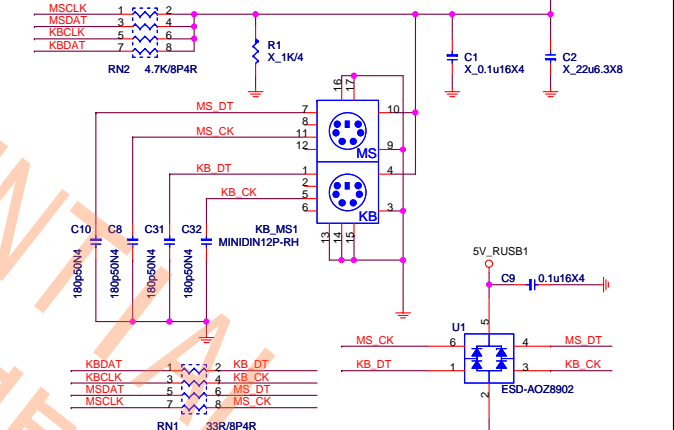 MSCLK 1 2
MSDAT 3 4
KBCLK 5 6
KBDAT 7 8
RN2 4.7K/8P4R
R1
X_1K/4
C1
X_0.1u16X4
C2
X_22u6.3X8
16
17
MS_DT 7 10
8
MS_CK 11
12 9
MS
KB_DT 1 4
2
KB_CK 5
6 3
KB
C10 C8 C31 C32
KB_MS1
MINIDIN12P-RH
13
14
15
180p50N4
180p50N4
180p50N4
180p50N4
5V_RUSB1
C9 0.1u16X4
U1
5
MS_CK 6 4 MS_DT
KB_DT 1 3 KB_CK
ESD-AOZ8902
2
KBDAT 1 2 KB_DT
KBCLK 3 4 KB_CK
MSDAT 5 6 MS_DT
MSCLK 7 8 MS_CK
RN1 33R/8P4R